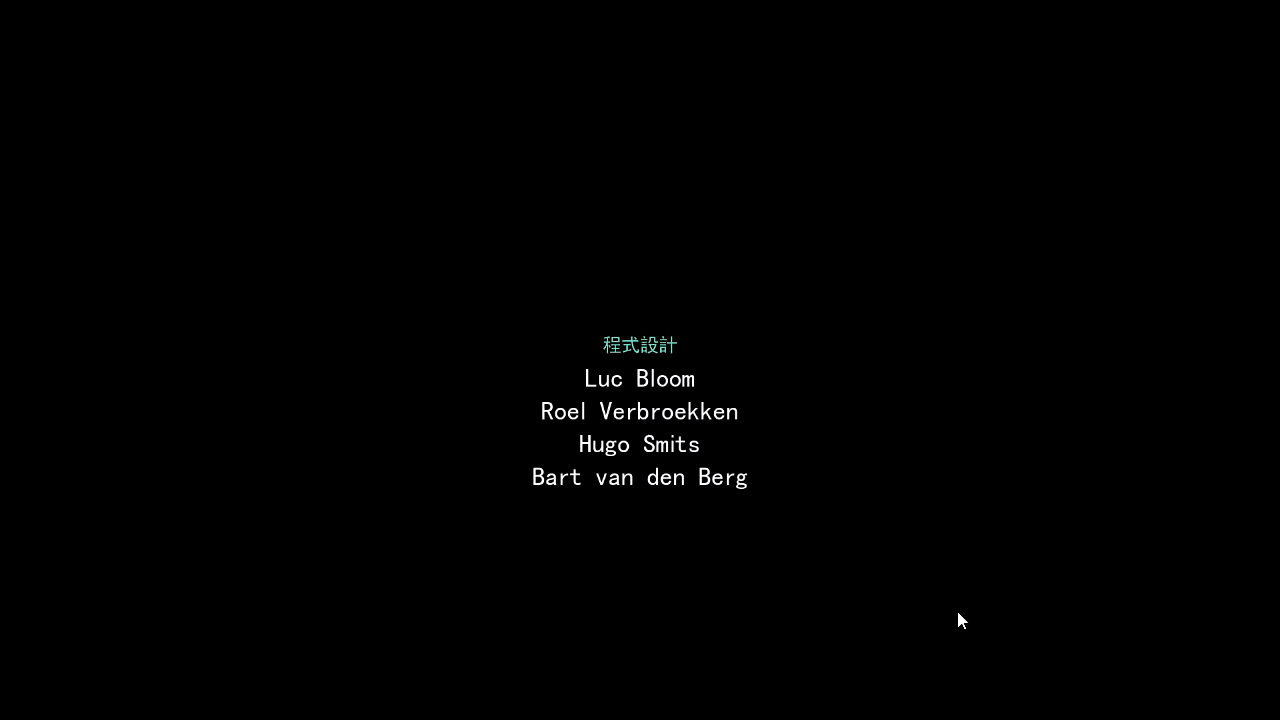 程式設計
Luc Bloom
Roel Verbroekken
Hugo Smits
Bart van den Berg